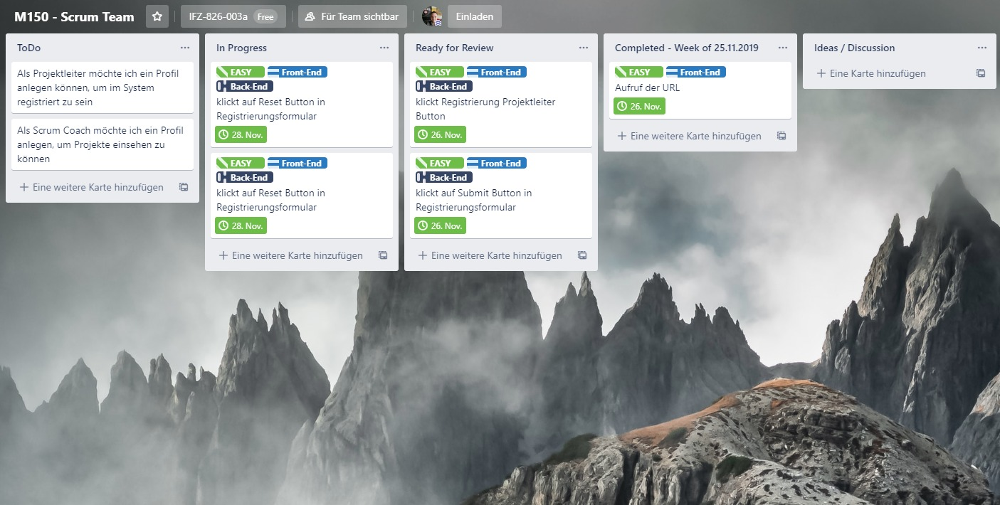 M150 - Scrum Team
IFZ-826-003a Free
Für Team sichtbar
Einladen
ToDo
Als Projektleiter möchte ich ein Profil
anlegen können, um im System
registriert zu sein
Als Scrum Coach möchte ich ein Profil
anlegen, um Projekte einsehen zu
können
Eine weitere Karte hinzufügen
In Progress
EASY Front-End
Back-End
klickt auf Reset Button in
Registrierungsformular
28. Nov.
EASY Front-End
Back-End
klickt auf Reset Button in
Registrierungsformular
28. Nov.
Eine weitere Karte hinzufügen
Ready for Review
EASY Front-End
Back-End
klickt Registrierung Projektleiter
Button
26. Nov.
EASY Front-End
Back-End
klickt auf Submit Button in
Registrierungsformular
26. Nov.
Eine weitere Karte hinzufügen
Completed - Week of 25.11.2019
EASY Front-End
Aufruf der URL
26. Nov.
Eine weitere Karte hinzufügen
Ideas / Discussion
Eine Karte hinzufügen